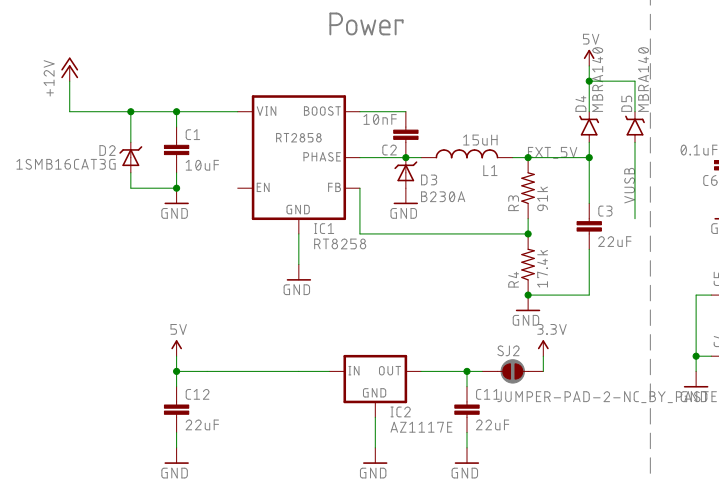 Power
+12V
D2
1SMB16CAT3G
C1
10uF
GND
VIN
BOOST
RT2858
PHASE
EN
FB
GND
IC1
RT8258
GND
10nF
C2
D3
B230A
GND
15uH
L1
EXT_5V
R3
91k
R4
17.4k
GND
5V
D4
MBRA140
D5
MBRA140
VUSB
C3
22uF
0.1uF
C6
5V
C12
22uF
GND
IN
OUT
GND
IC2
AZ1117E
GND
C11
22uF
GND
SJ2
JUMPER-PAD-2-NC_BY_PASTE
3.3V
GND